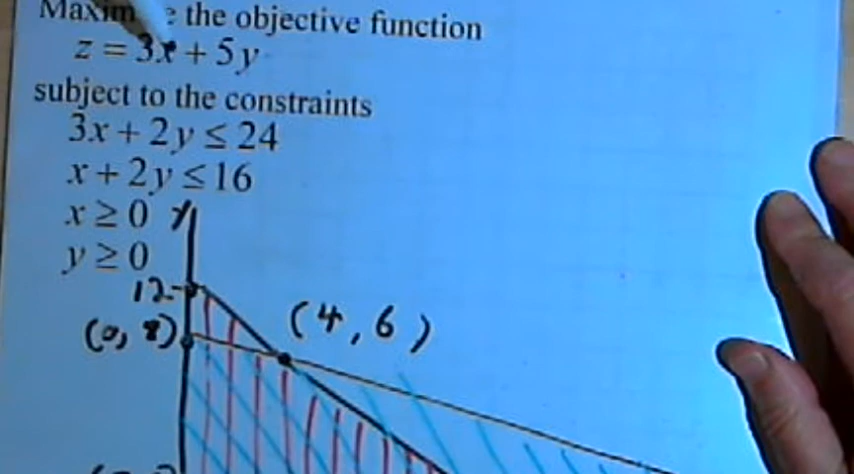 the objective function
z = 3x + 5y
subject to the constraints
3x + 2y ≤ 24
x + 2y ≤ 16
x ≥ 0 y
y ≥ 0
12
(4, 6)
(0, 8)